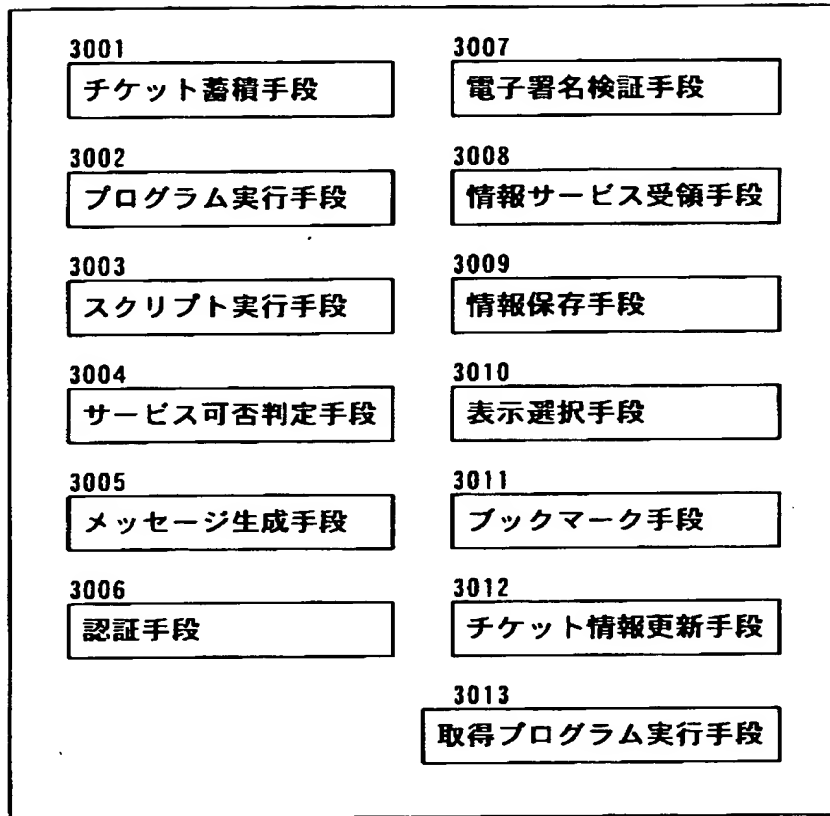 3001
チケット蓄積手段
3002
プログラム実行手段
3003
スクリプト実行手段
3004
サービス可否判定手段
3005
メッセージ生成手段
3006
認証手段
3007
電子署名検証手段
3008
情報サービス受領手段
3009
情報保存手段
3010
表示選択手段
3011
ブックマーク手段
3012
チケット情報更新手段
3013
取得プログラム実行手段